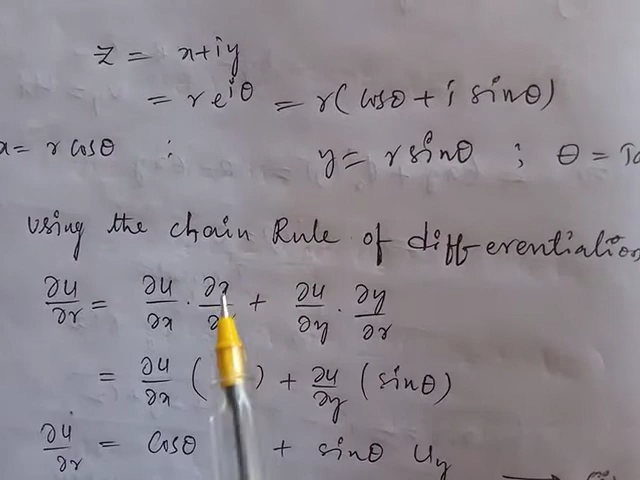 z = x+iy
= re^{iθ} = r(cosθ + i sinθ)
x = r cosθ ; y = r sinθ ; θ =
Using the chain Rule of differentiation
∂u/∂r = ∂u/∂x · ∂x/ + ∂u/∂y · ∂y/∂r
= ∂u/∂x ( ) + ∂u/∂y (sinθ)
∂u/∂r = cosθ + sinθ u_y →